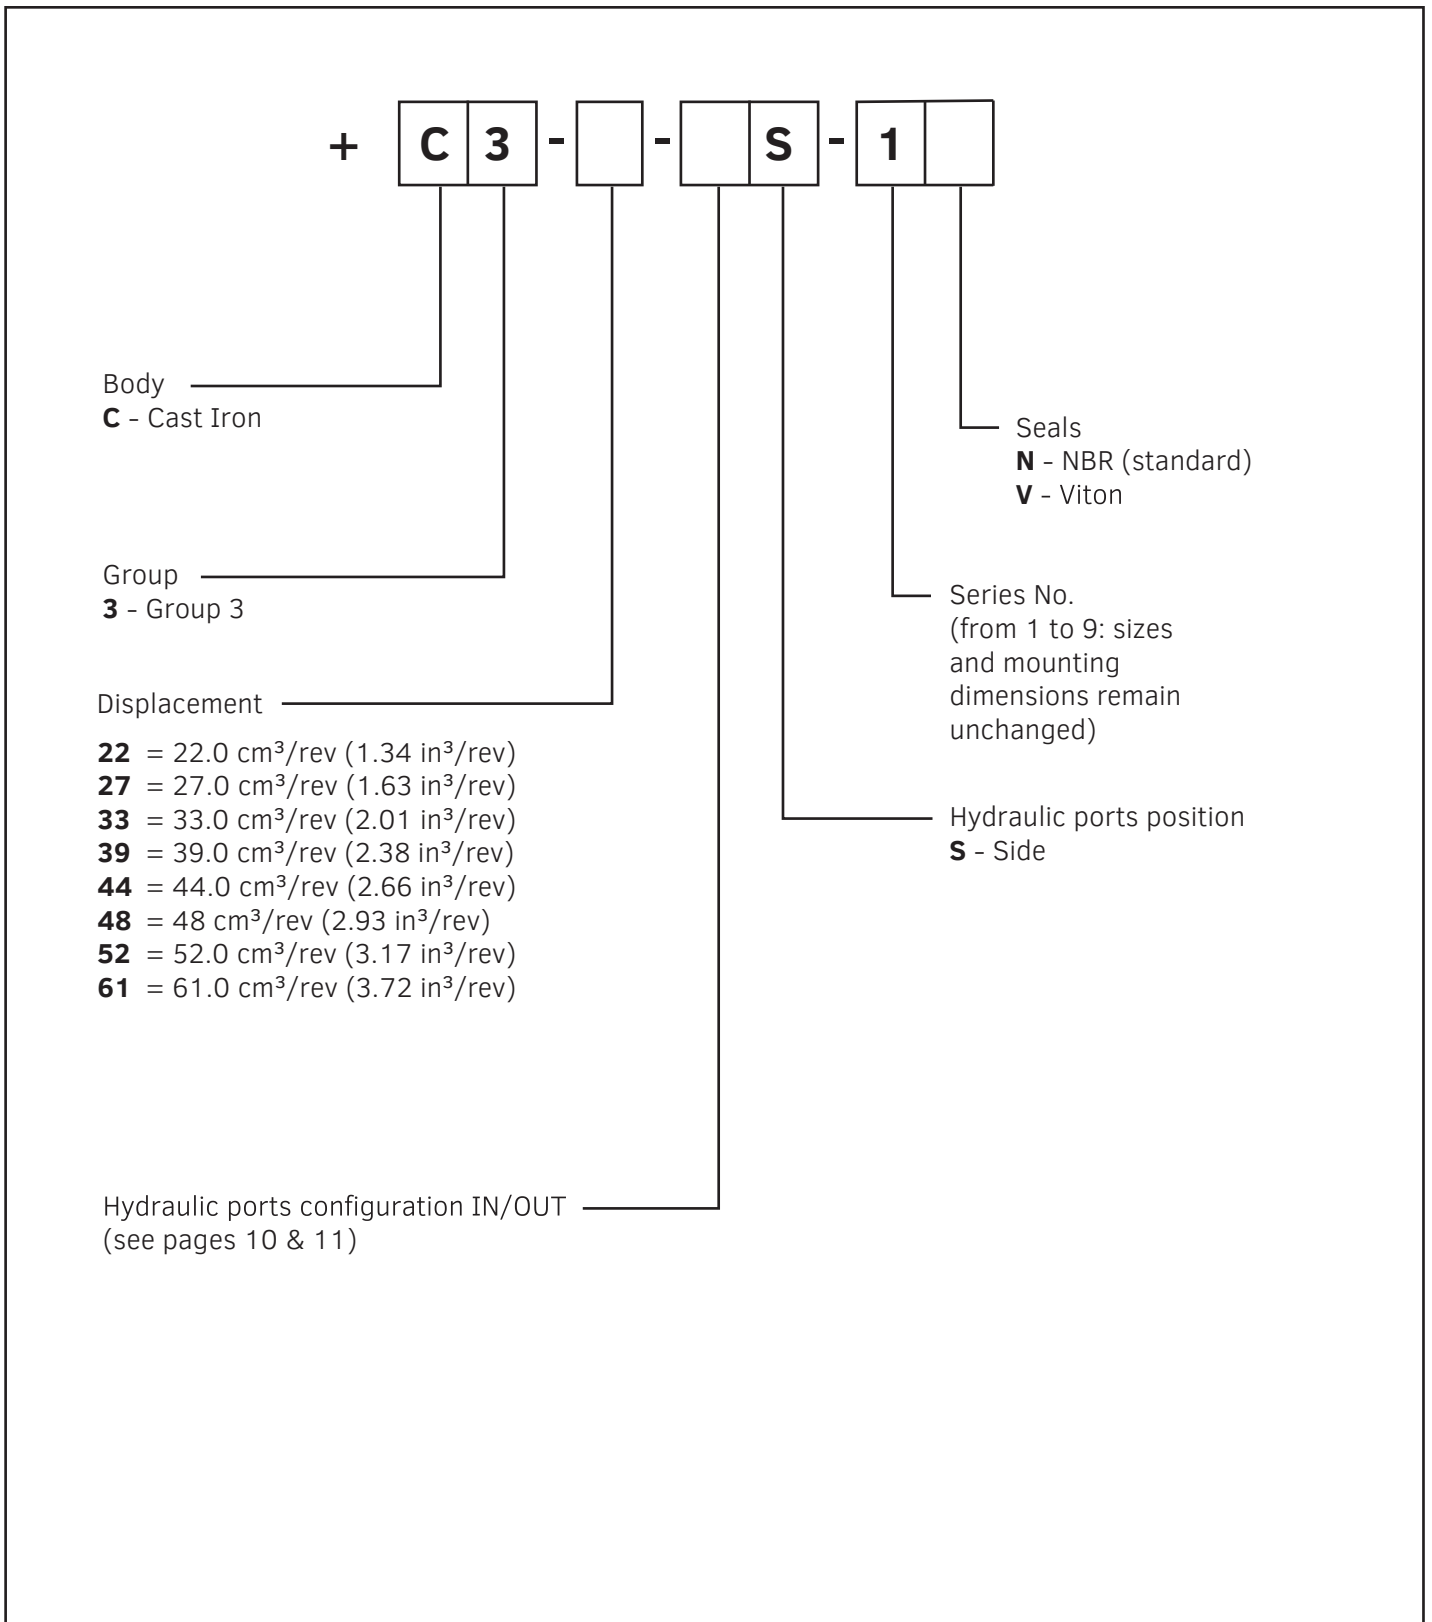 + C 3 - - S - 1
Body
C - Cast Iron
Group
3 - Group 3
Displacement
22 = 22.0 cm³/rev (1.34 in³/rev)
27 = 27.0 cm³/rev (1.63 in³/rev)
33 = 33.0 cm³/rev (2.01 in³/rev)
39 = 39.0 cm³/rev (2.38 in³/rev)
44 = 44.0 cm³/rev (2.66 in³/rev)
48 = 48 cm³/rev (2.93 in³/rev)
52 = 52.0 cm³/rev (3.17 in³/rev)
61 = 61.0 cm³/rev (3.72 in³/rev)
Hydraulic ports configuration IN/OUT
(see pages 10 & 11)
Seals
N - NBR (standard)
V - Viton
Series No.
(from 1 to 9: sizes
and mounting
dimensions remain
unchanged)
Hydraulic ports position
S - Side